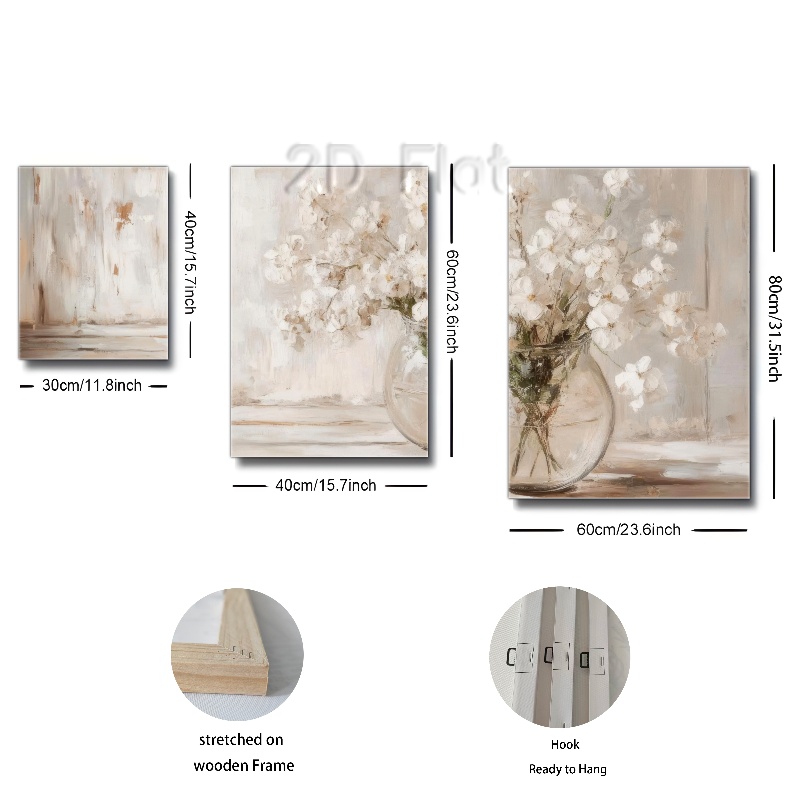 2D Flat
40cm/15.7inch
30cm/11.8inch
60cm/23.6inch
40cm/15.7inch
80cm/31.5inch
60cm/23.6inch
stretched on
wooden Frame
Hook
Ready to Hang